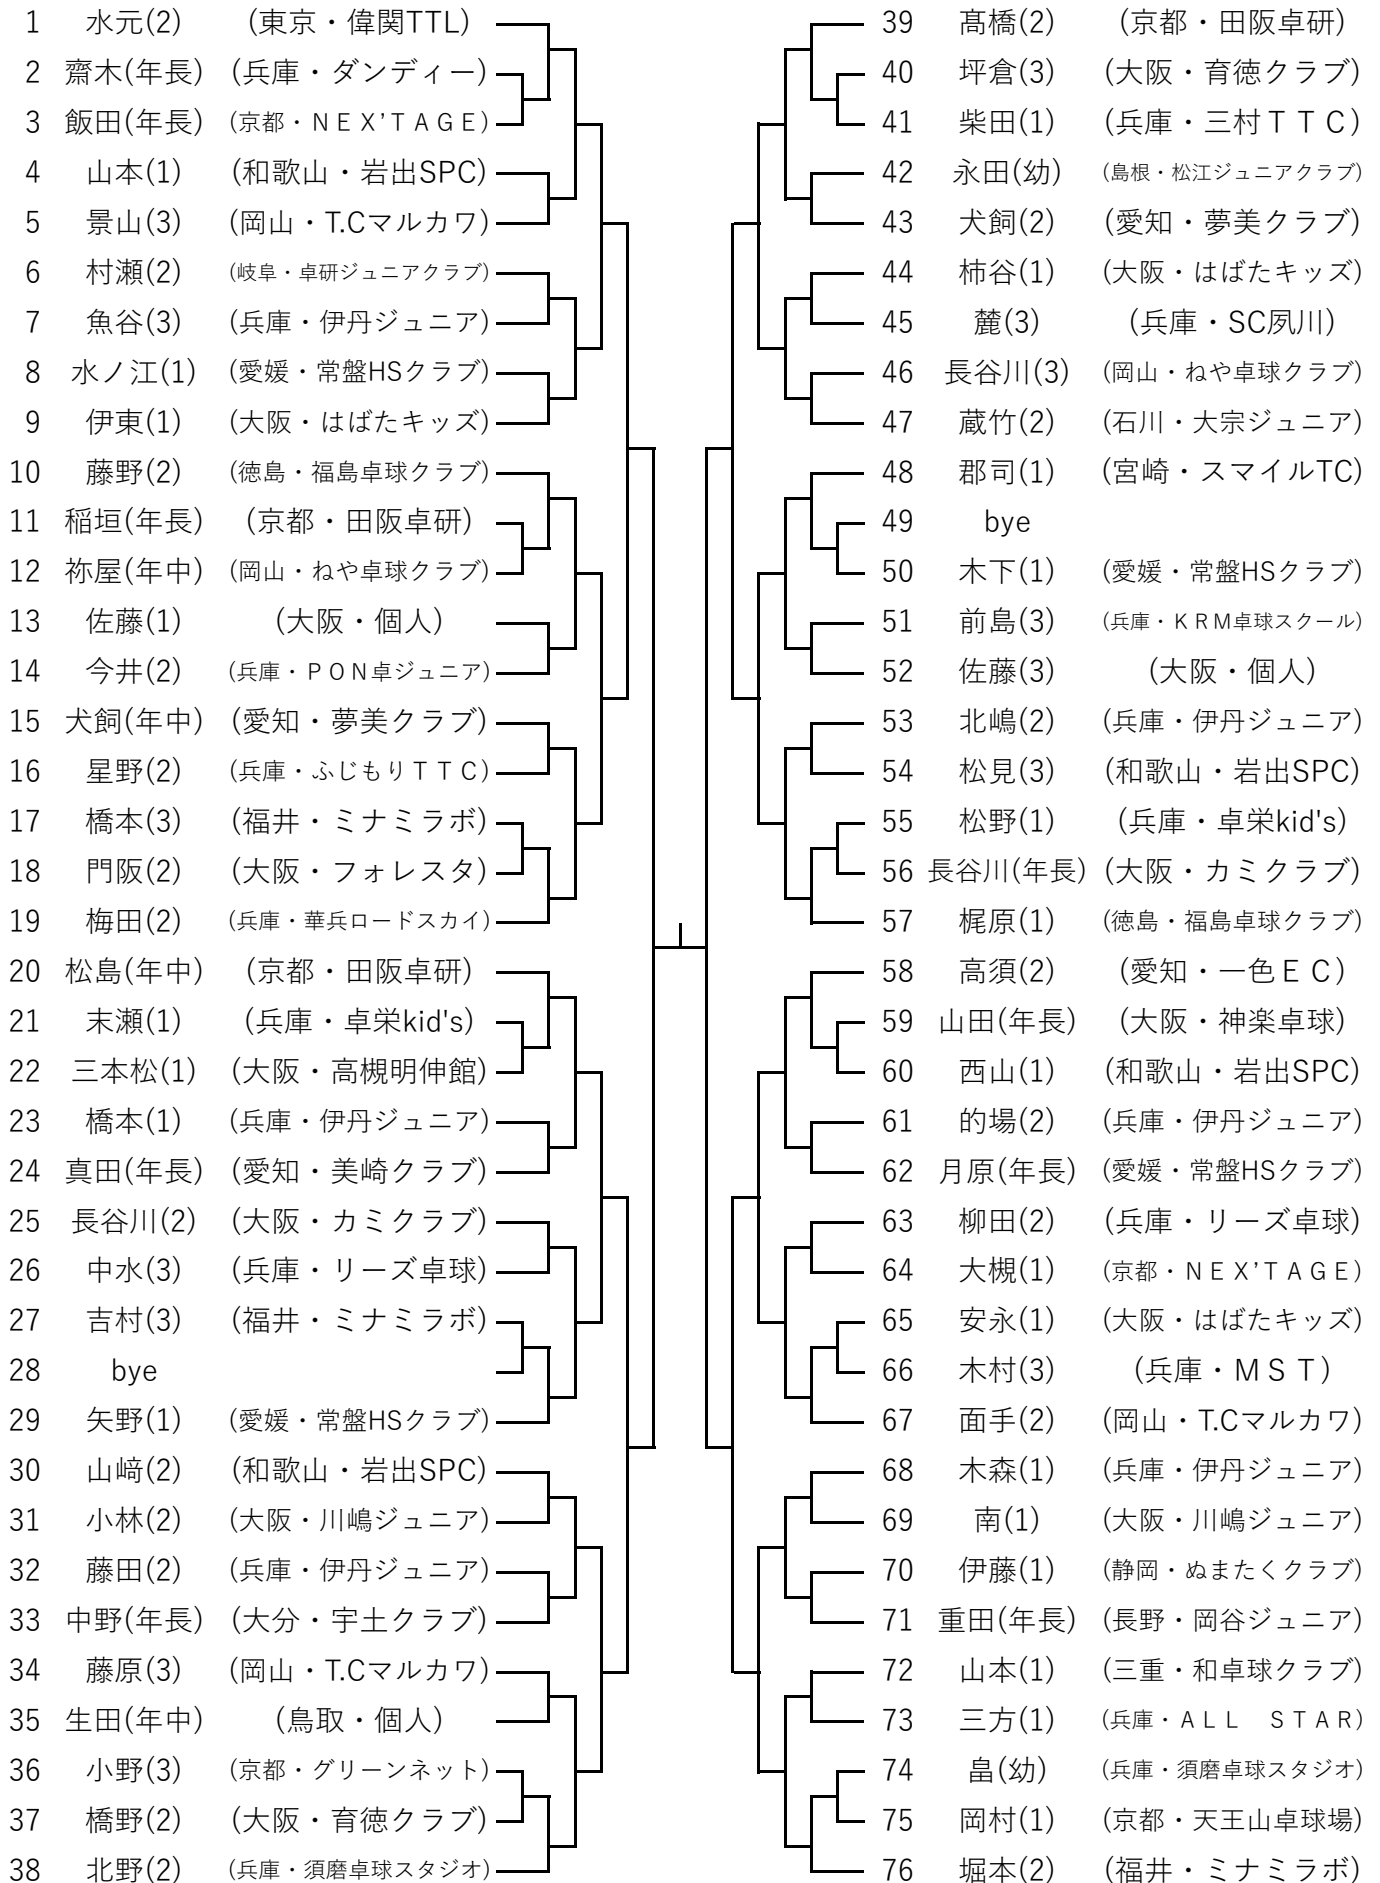 1 水元(2) (東京・偉関TTL)
2 齋木(年長) (兵庫・ダンディー)
3 飯田(年長) (京都・ＮＥＸ’ＴＡＧＥ)
4 山本(1) (和歌山・岩出SPC)
5 景山(3) (岡山・T.Cマルカワ)
6 村瀬(2) (岐阜・卓研ジュニアクラブ)
7 魚谷(3) (兵庫・伊丹ジュニア)
8 水ノ江(1) (愛媛・常盤HSクラブ)
9 伊東(1) (大阪・はばたキッズ)
10 藤野(2) (徳島・福島卓球クラブ)
11 稲垣(年長) (京都・田阪卓研)
12 祢屋(年中) (岡山・ねや卓球クラブ)
13 佐藤(1) (大阪・個人)
14 今井(2) (兵庫・ＰＯＮ卓ジュニア)
15 犬飼(年中) (愛知・夢美クラブ)
16 星野(2) (兵庫・ふじもりＴＴＣ)
17 橋本(3) (福井・ミナミラボ)
18 門阪(2) (大阪・フォレスタ)
19 梅田(2) (兵庫・華兵ロードスカイ)
20 松島(年中) (京都・田阪卓研)
21 末瀬(1) (兵庫・卓栄kid's)
22 三本松(1) (大阪・高槻明伸館)
23 橋本(1) (兵庫・伊丹ジュニア)
24 真田(年長) (愛知・美崎クラブ)
25 長谷川(2) (大阪・カミクラブ)
26 中水(3) (兵庫・リーズ卓球)
27 吉村(3) (福井・ミナミラボ)
28 bye
29 矢野(1) (愛媛・常盤HSクラブ)
30 山﨑(2) (和歌山・岩出SPC)
31 小林(2) (大阪・川嶋ジュニア)
32 藤田(2) (兵庫・伊丹ジュニア)
33 中野(年長) (大分・宇土クラブ)
34 藤原(3) (岡山・T.Cマルカワ)
35 生田(年中) (鳥取・個人)
36 小野(3) (京都・グリーンネット)
37 橋野(2) (大阪・育徳クラブ)
38 北野(2) (兵庫・須磨卓球スタジオ)
39 髙橋(2) (京都・田阪卓研)
40 坪倉(3) (大阪・育徳クラブ)
41 柴田(1) (兵庫・三村ＴＴＣ)
42 永田(幼) (島根・松江ジュニアクラブ)
43 犬飼(2) (愛知・夢美クラブ)
44 柿谷(1) (大阪・はばたキッズ)
45 麓(3) (兵庫・SC夙川)
46 長谷川(3) (岡山・ねや卓球クラブ)
47 蔵竹(2) (石川・大宗ジュニア)
48 郡司(1) (宮崎・スマイルTC)
49 bye
50 木下(1) (愛媛・常盤HSクラブ)
51 前島(3) (兵庫・ＫＲＭ卓球スクール)
52 佐藤(3) (大阪・個人)
53 北嶋(2) (兵庫・伊丹ジュニア)
54 松見(3) (和歌山・岩出SPC)
55 松野(1) (兵庫・卓栄kid's)
56 長谷川(年長) (大阪・カミクラブ)
57 梶原(1) (徳島・福島卓球クラブ)
58 高須(2) (愛知・一色ＥＣ)
59 山田(年長) (大阪・神楽卓球)
60 西山(1) (和歌山・岩出SPC)
61 的場(2) (兵庫・伊丹ジュニア)
62 月原(年長) (愛媛・常盤HSクラブ)
63 柳田(2) (兵庫・リーズ卓球)
64 大槻(1) (京都・ＮＥＸ’ＴＡＧＥ)
65 安永(1) (大阪・はばたキッズ)
66 木村(3) (兵庫・ＭＳＴ)
67 面手(2) (岡山・T.Cマルカワ)
68 木森(1) (兵庫・伊丹ジュニア)
69 南(1) (大阪・川嶋ジュニア)
70 伊藤(1) (静岡・ぬまたくクラブ)
71 重田(年長) (長野・岡谷ジュニア)
72 山本(1) (三重・和卓球クラブ)
73 三方(1) (兵庫・ＡＬＬ　ＳＴＡＲ)
74 畠(幼) (兵庫・須磨卓球スタジオ)
75 岡村(1) (京都・天王山卓球場)
76 堀本(2) (福井・ミナミラボ)